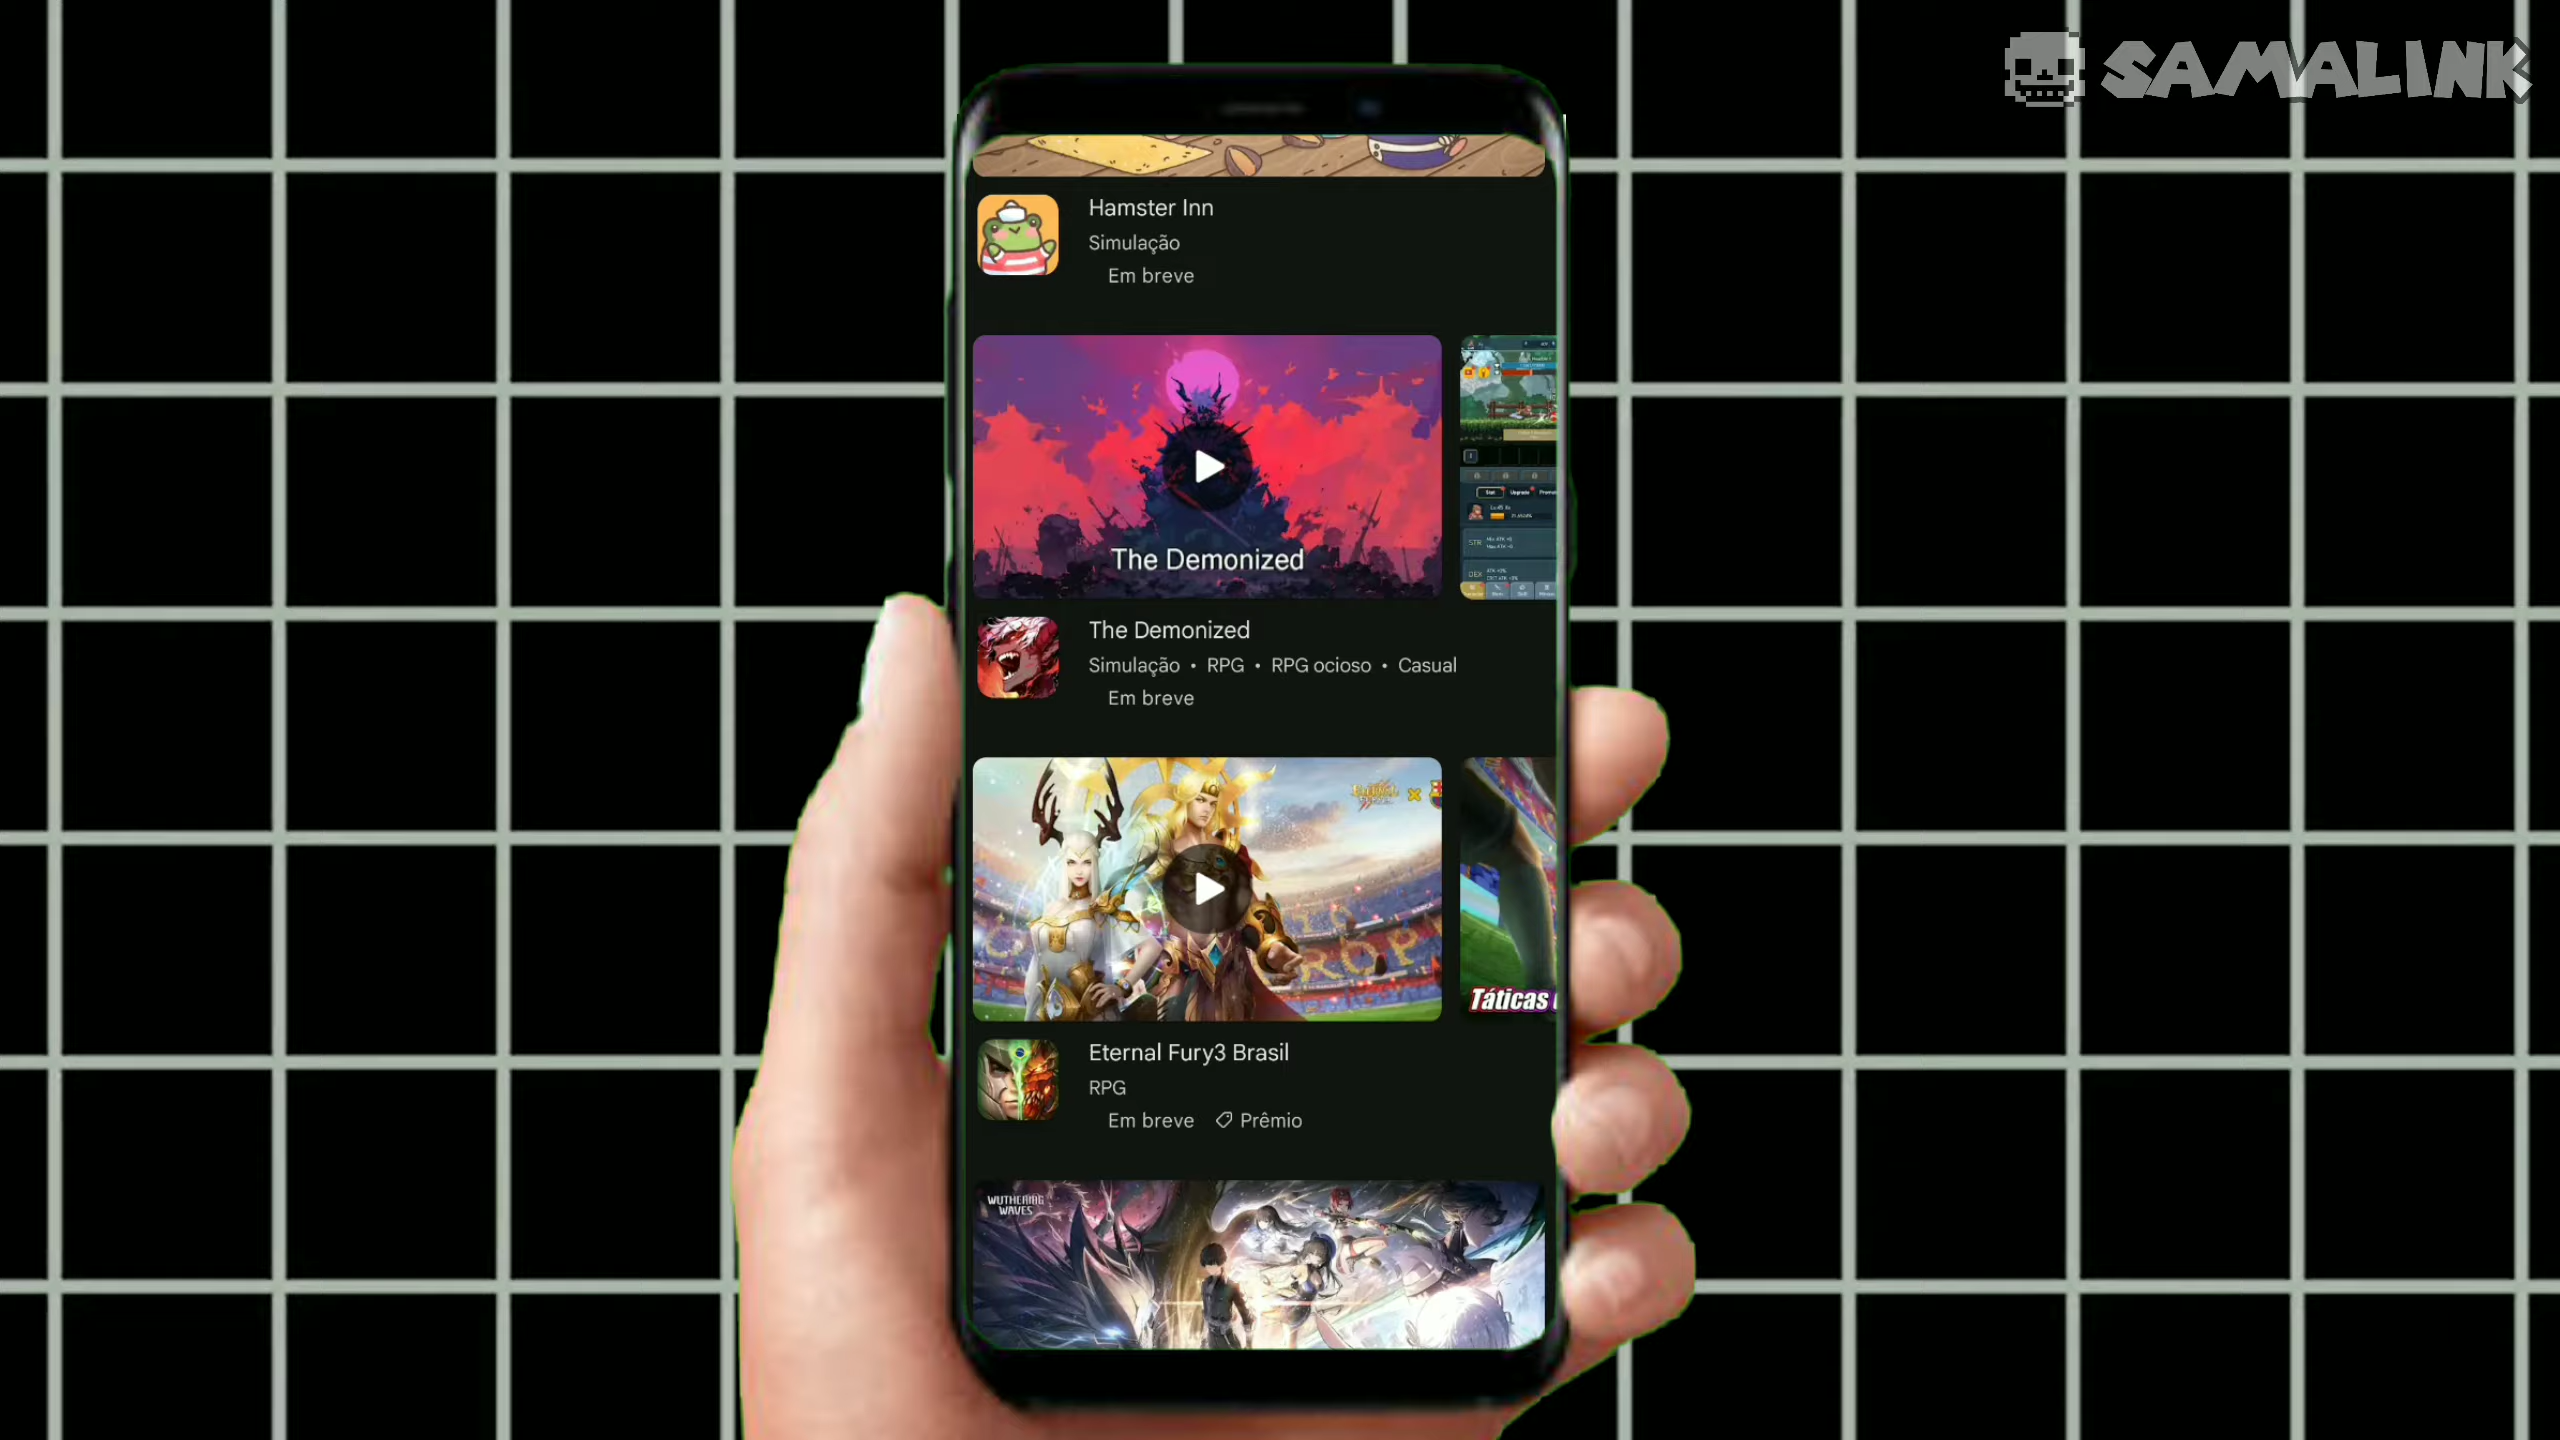 SAMALINK
Hamster Inn
Simulação
Em breve
The Demonized
The Demonized
Simulação • RPG • RPG ocioso • Casual
Em breve
Táticas
Eternal Fury3 Brasil
RPG
Em breve Prêmio
WUTHERING
WAVES